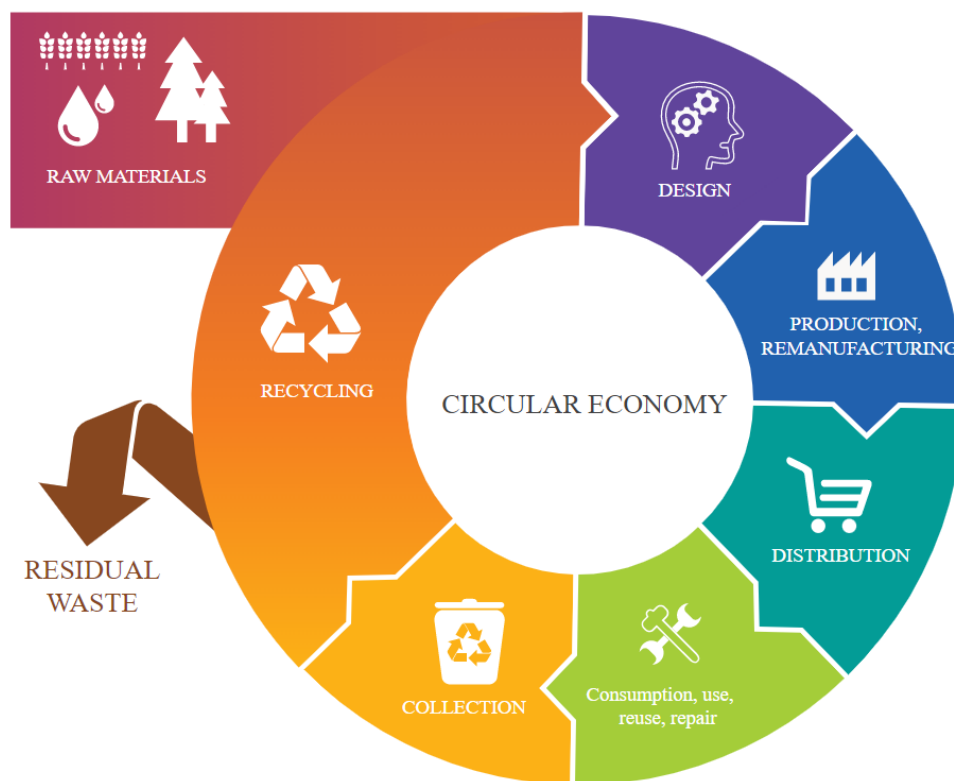 RAW MATERIALS
DESIGN
PRODUCTION,
REMANUFACTURING
RECYCLING
CIRCULAR ECONOMY
DISTRIBUTION
RESIDUAL
WASTE
COLLECTION
Consumption, use,
reuse, repair